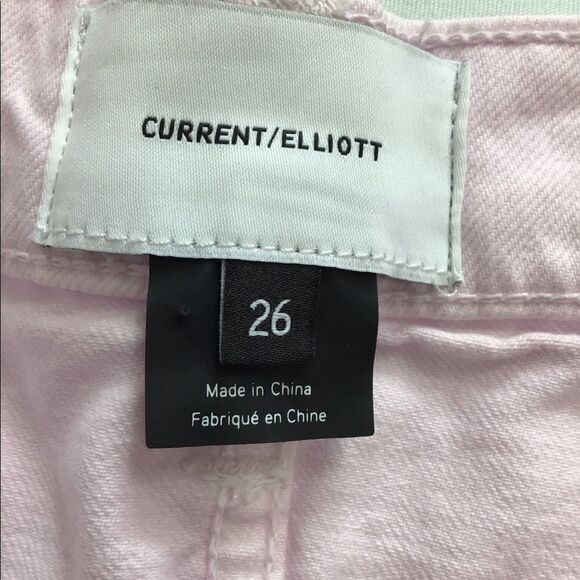 CURRENT/ELLIOTT
26
Made in China
Fabriqué en Chine